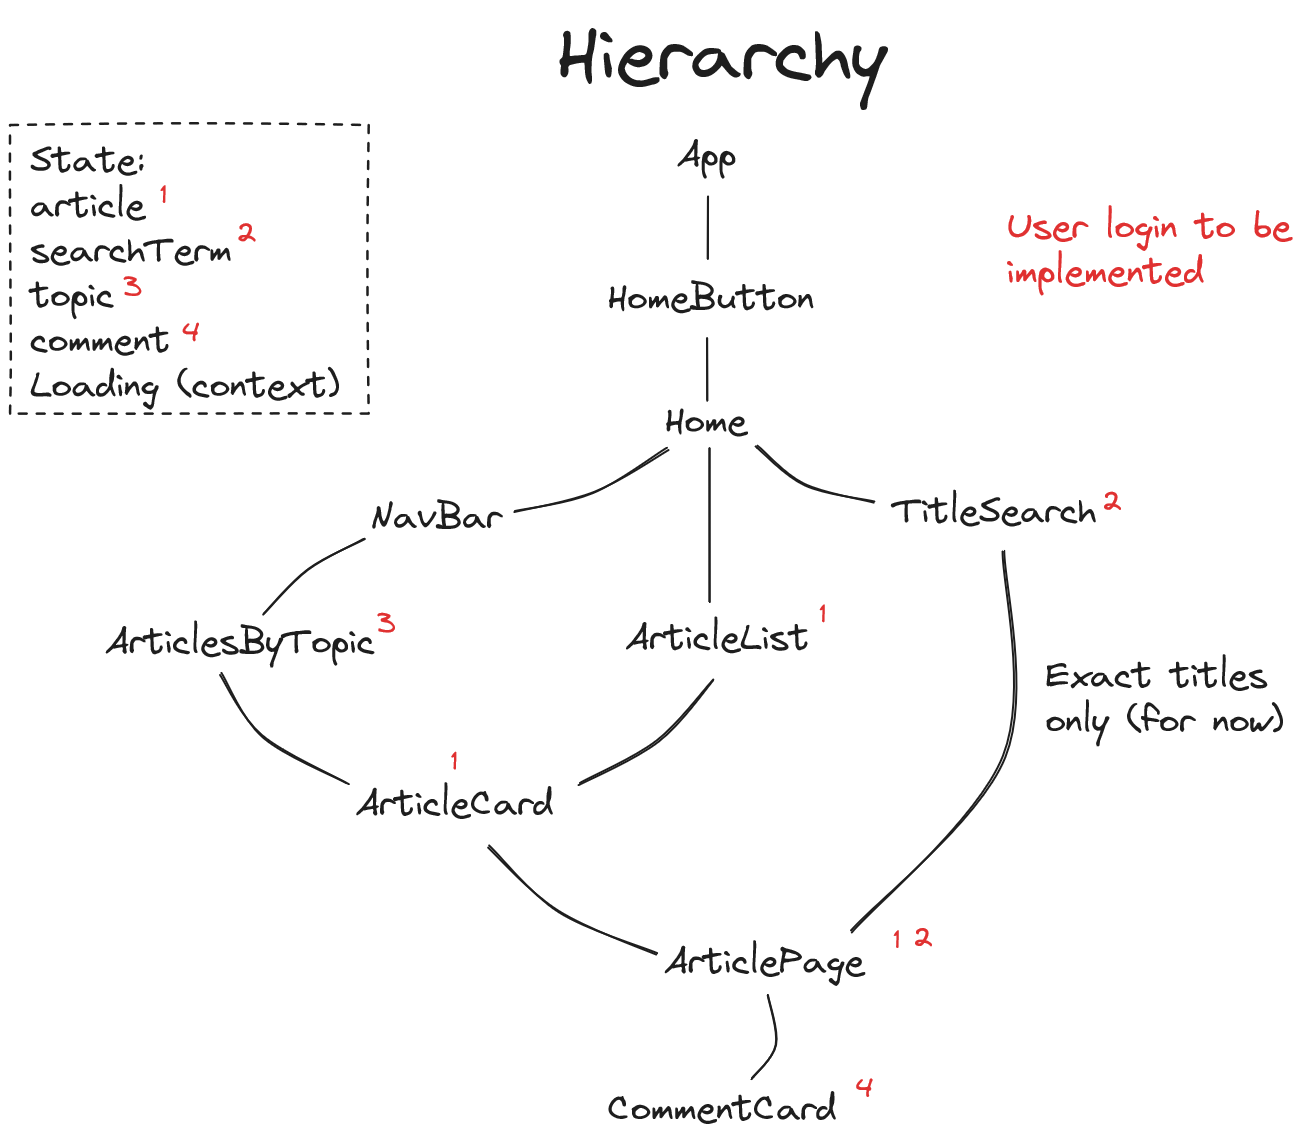 Hierarchy
State:
article 1
searchTerm 2
topic 3
comment 4
Loading (context)
App
User login to be
implemented
HomeButton
Home
NavBar
TitleSearch 2
ArticlesByTopic 3
ArticleList 1
Exact titles
only (for now)
1
ArticleCard
ArticlePage 1 2
CommentCard 4